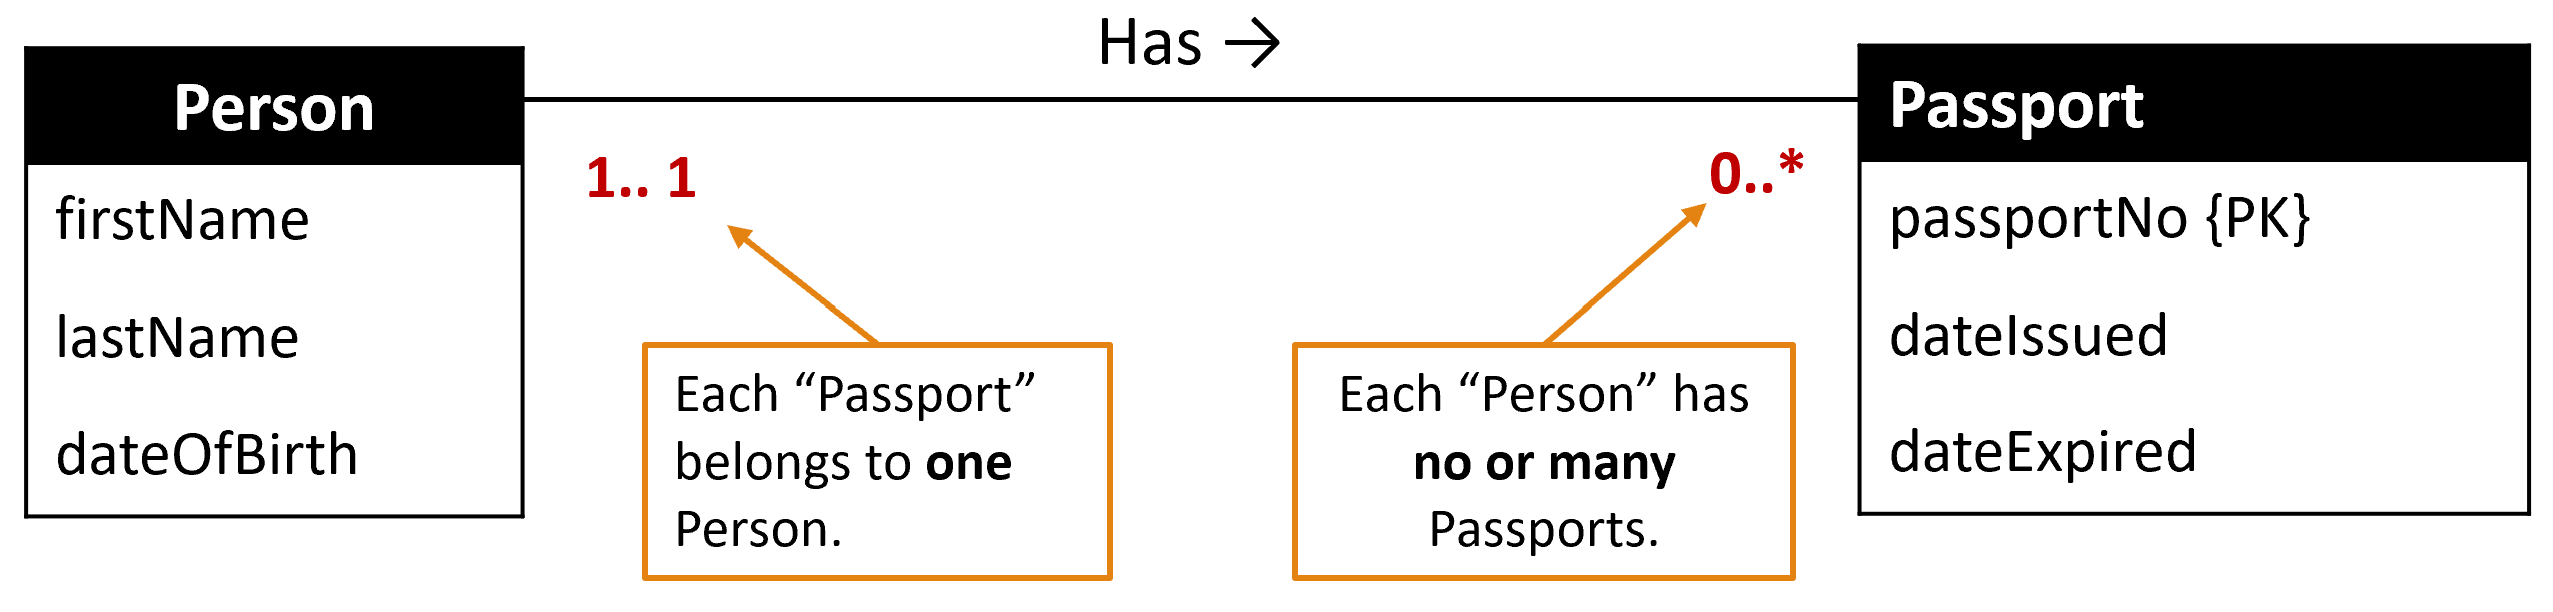 Has →
Person
Passport
1.. 1
0..*
firstName
lastName
dateOfBirth
passportNo {PK}
dateIssued
dateExpired
Each “Passport”
belongs to one
Person.
Each “Person” has
no or many
Passports.